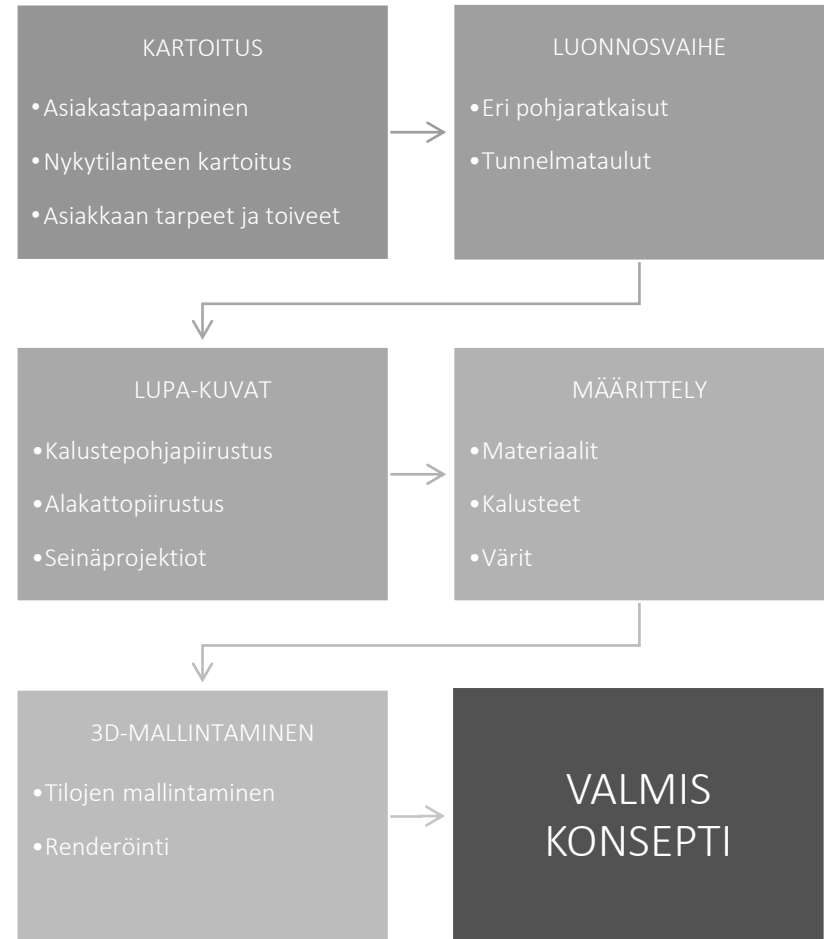 KARTOITUS
•Asiakastapaaminen
•Nykytilanteen kartoitus
•Asiakkaan tarpeet ja toiveet
LUONNOSVAIHE
•Eri pohjaratkaisut
•Tunnelmataulut
LUPA-KUVAT
•Kalustepohjapiirustus
•Alakattopiirustus
•Seinäprojektiot
MÄÄRITTELY
•Materiaalit
•Kalusteet
•Värit
3D-MALLINTAMINEN
•Tilojen mallintaminen
•Renderöinti
VALMIS
KONSEPTI